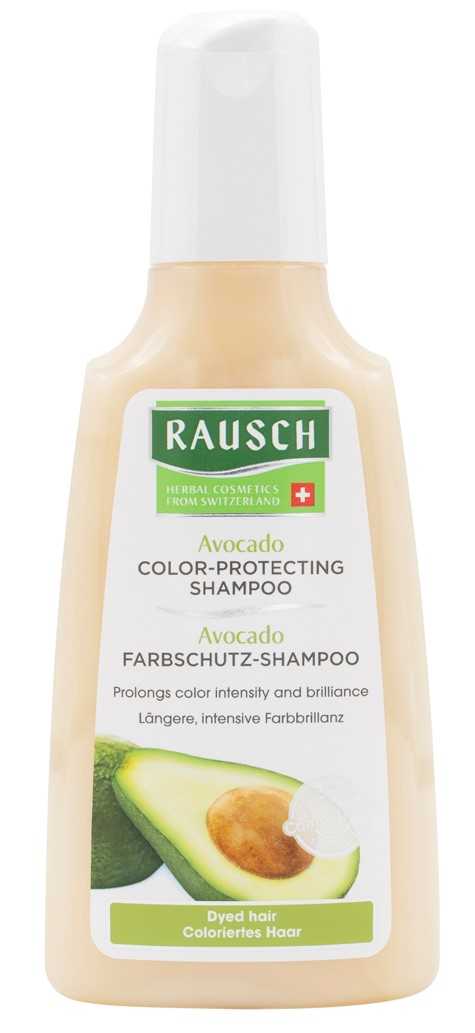 RAUSCH
HERBAL COSMETICS
FROM SWITZERLAND
Avocado
COLOR-PROTECTING
SHAMPOO
Avocado
FARBSCHUTZ-SHAMPOO
Prolongs color intensity and brilliance
Längere, intensive Farbbrillanz
Dyed hair
Coloriertes Haar